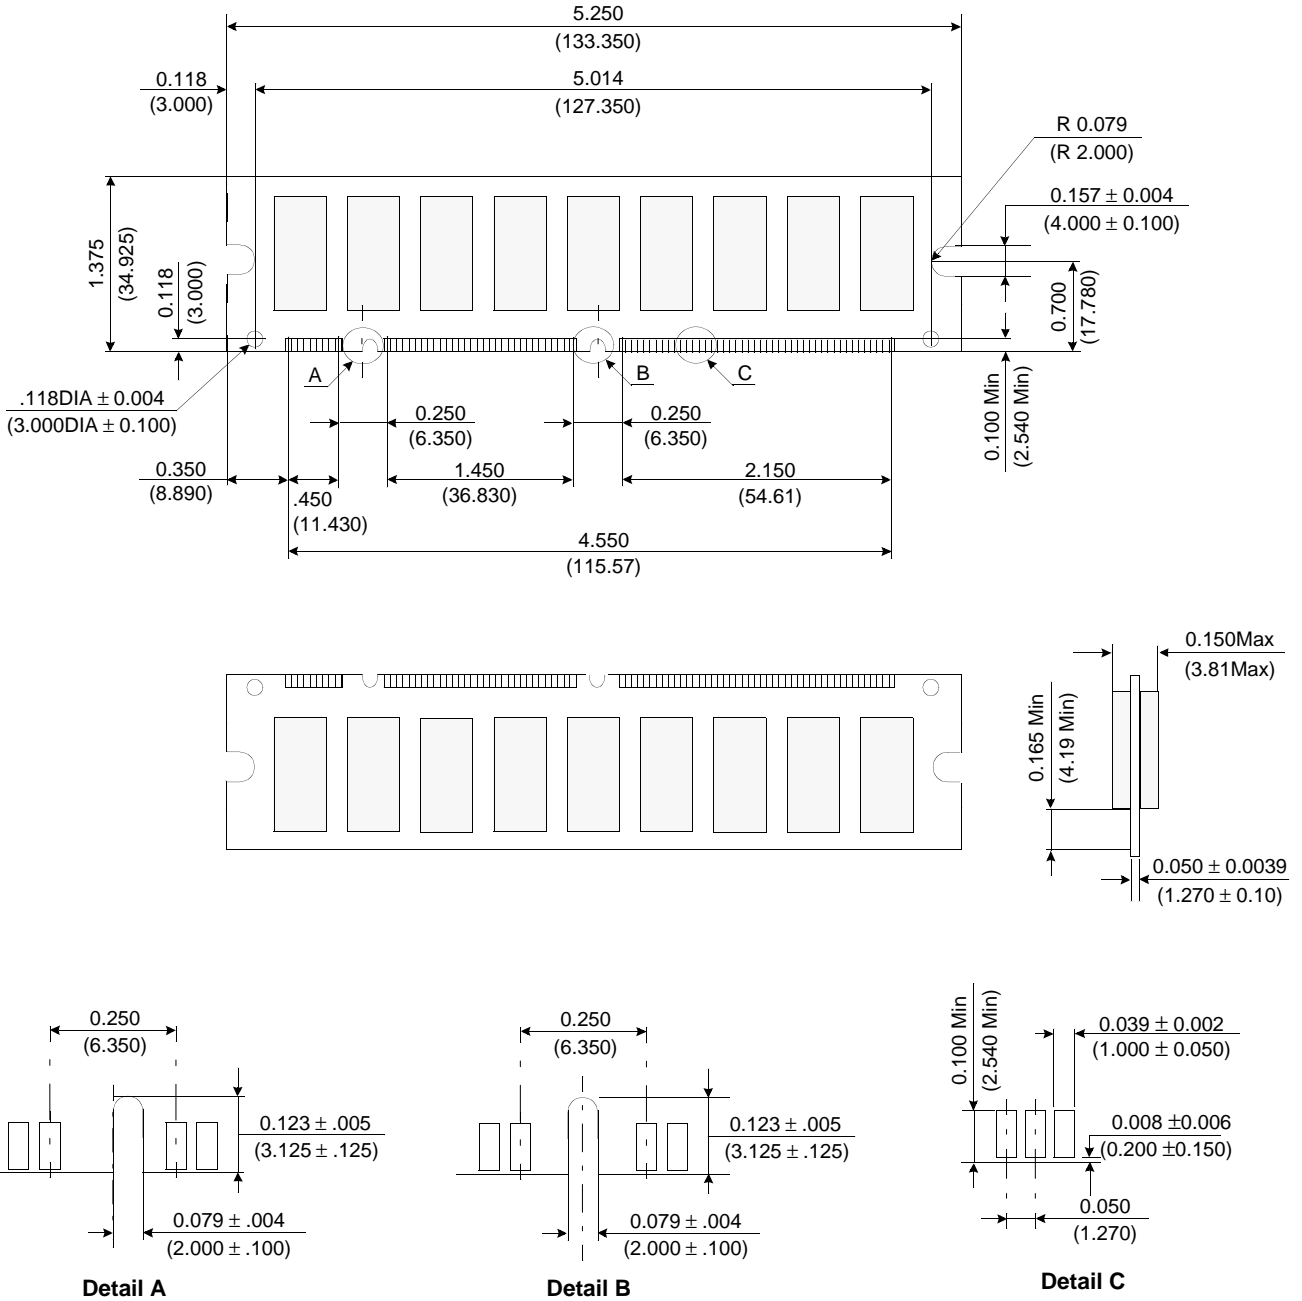 5.250
(133.350)
0.118
(3.000)
5.014
(127.350)
R 0.079
(R 2.000)
0.157 ± 0.004
(4.000 ± 0.100)
1.375
(34.925)
0.118
(3.000)
0.700
(17.780)
A
B
C
.118DIA ± 0.004
(3.000DIA ± 0.100)
0.250
(6.350)
0.250
(6.350)
0.100 Min
(2.540 Min)
0.350
(8.890)
.450
(11.430)
1.450
(36.830)
2.150
(54.61)
4.550
(115.57)
0.150Max
(3.81Max)
0.165 Min
(4.19 Min)
0.050 ± 0.0039
(1.270 ± 0.10)
0.250
(6.350)
0.123 ± .005
(3.125 ± .125)
0.079 ± .004
(2.000 ± .100)
Detail A
0.250
(6.350)
0.123 ± .005
(3.125 ± .125)
0.079 ± .004
(2.000 ± .100)
Detail B
0.100 Min
(2.540 Min)
0.039 ± 0.002
(1.000 ± 0.050)
0.008 ±0.006
(0.200 ±0.150)
0.050
(1.270)
Detail C